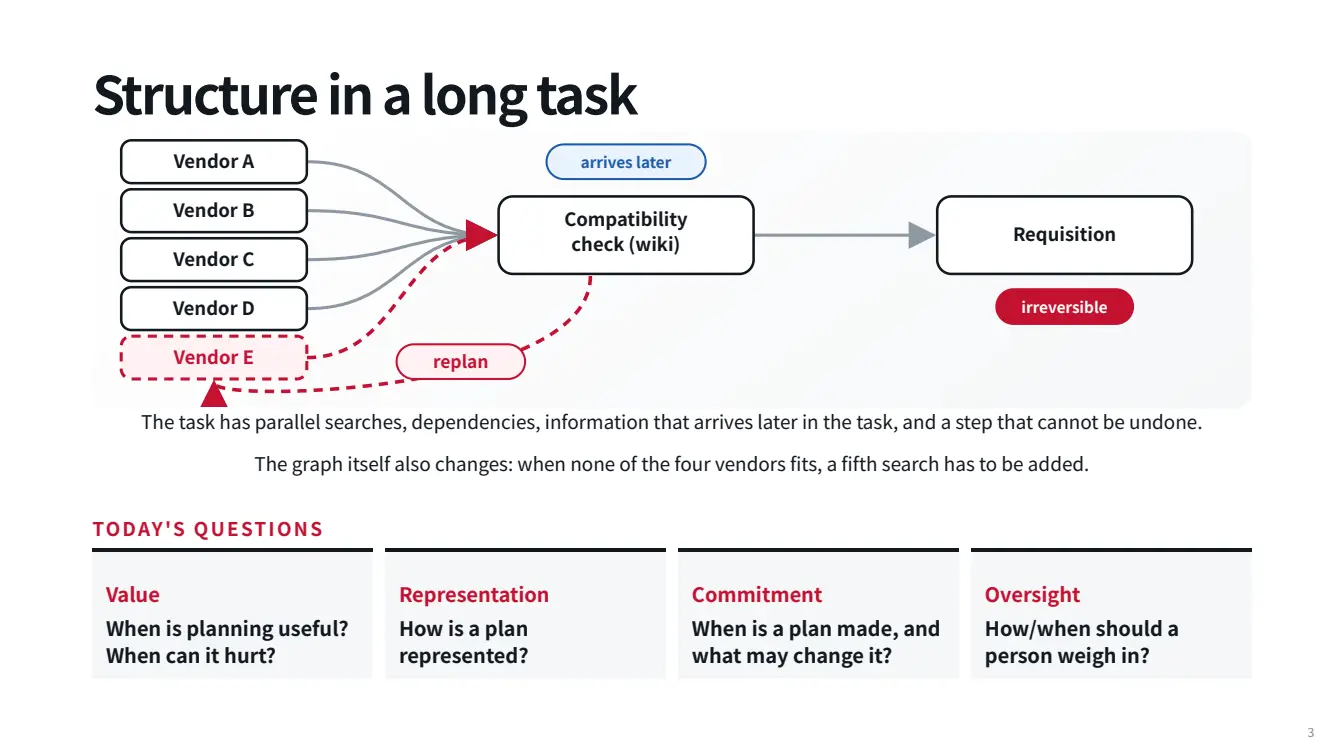 Structure in a long task
Vendor A
Vendor B
Vendor C
Vendor D
Vendor E
arrives later
Compatibility
check (wiki)
replan
Requisition
irreversible
The task has parallel searches, dependencies, information that arrives later in the task, and a step that cannot be undone.
The graph itself also changes: when none of the four vendors fits, a fifth search has to be added.
TODAY'S QUESTIONS
Value
When is planning useful?
When can it hurt?
Representation
How is a plan
represented?
Commitment
When is a plan made, and
what may change it?
Oversight
How/when should a
person weigh in?
3